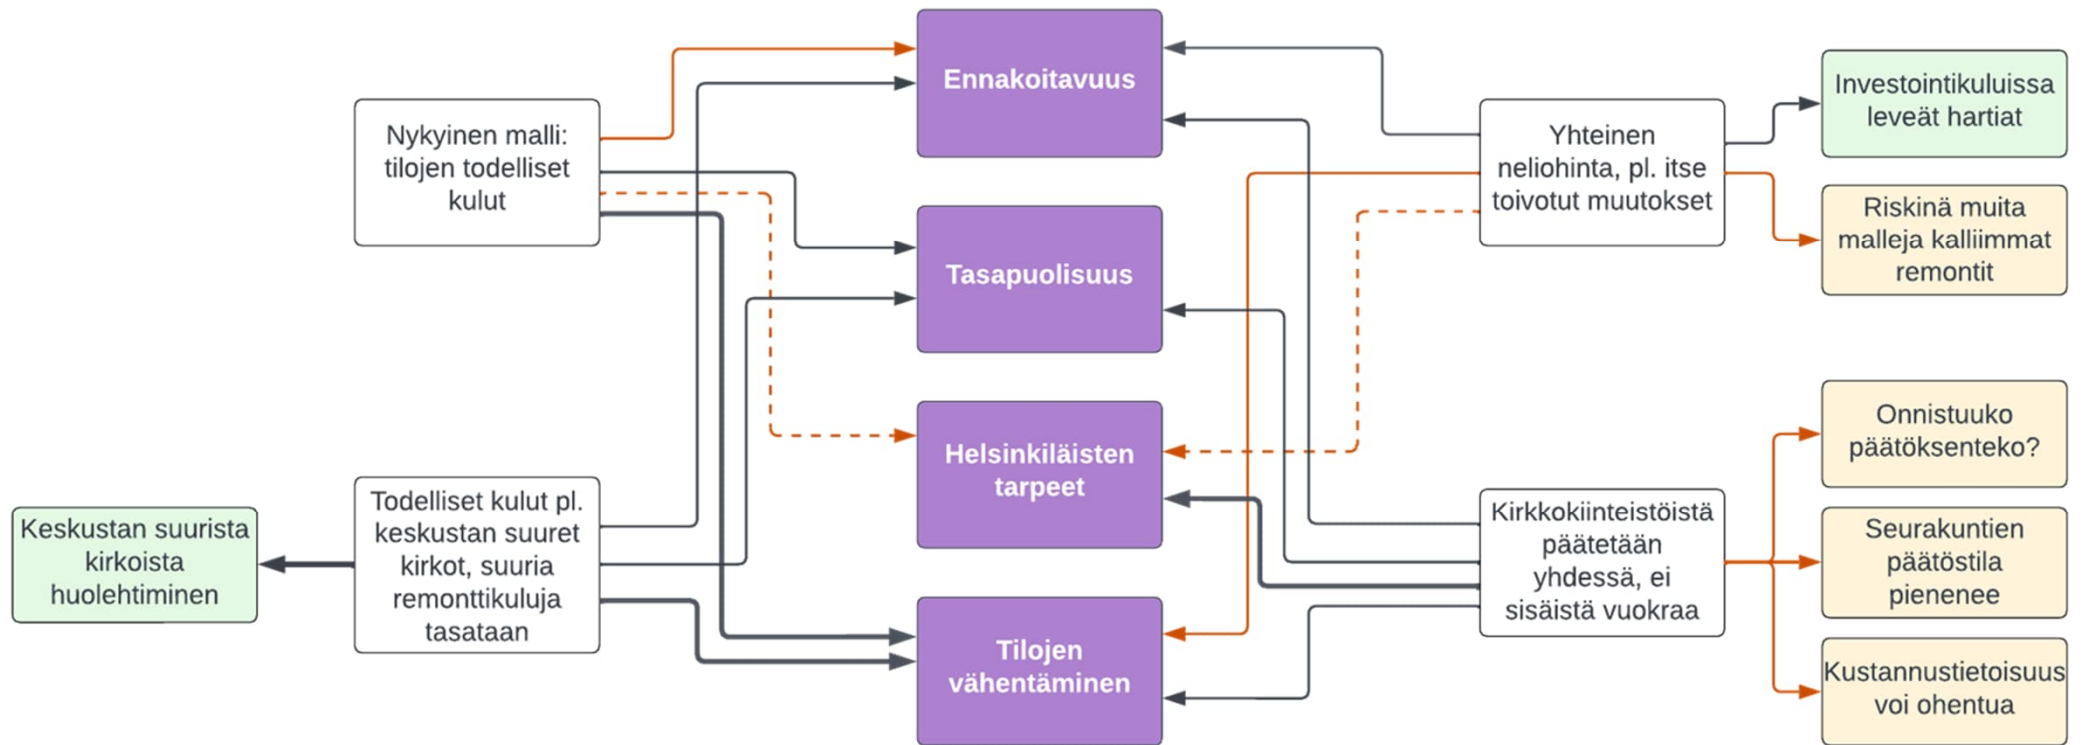 Nykyinen malli:
tilojen todelliset
kulut
Keskustan suurista
kirkoista
huolehtiminen
Todelliset kulut pl.
keskustan suuret
kirkot, suuria
remonttikuluja
tasataan
Ennakoitavuus
Tasapuolisuus
Helsinkiläisten
tarpeet
Tilojen
vähentäminen
Yhteinen
neliohinta, pl. itse
toivotut muutokset
Kirkkokiinteistöistä
päätetään
yhdessä, ei
sisäistä vuokraa
Investointikuluissa
leveät hartiat
Riskinä muita
malleja kalliimmat
remontit
Onnistuuko
päätöksenteko?
Seurakuntien
päätöstila
pienenee
Kustannustietoisuus
voi ohentua